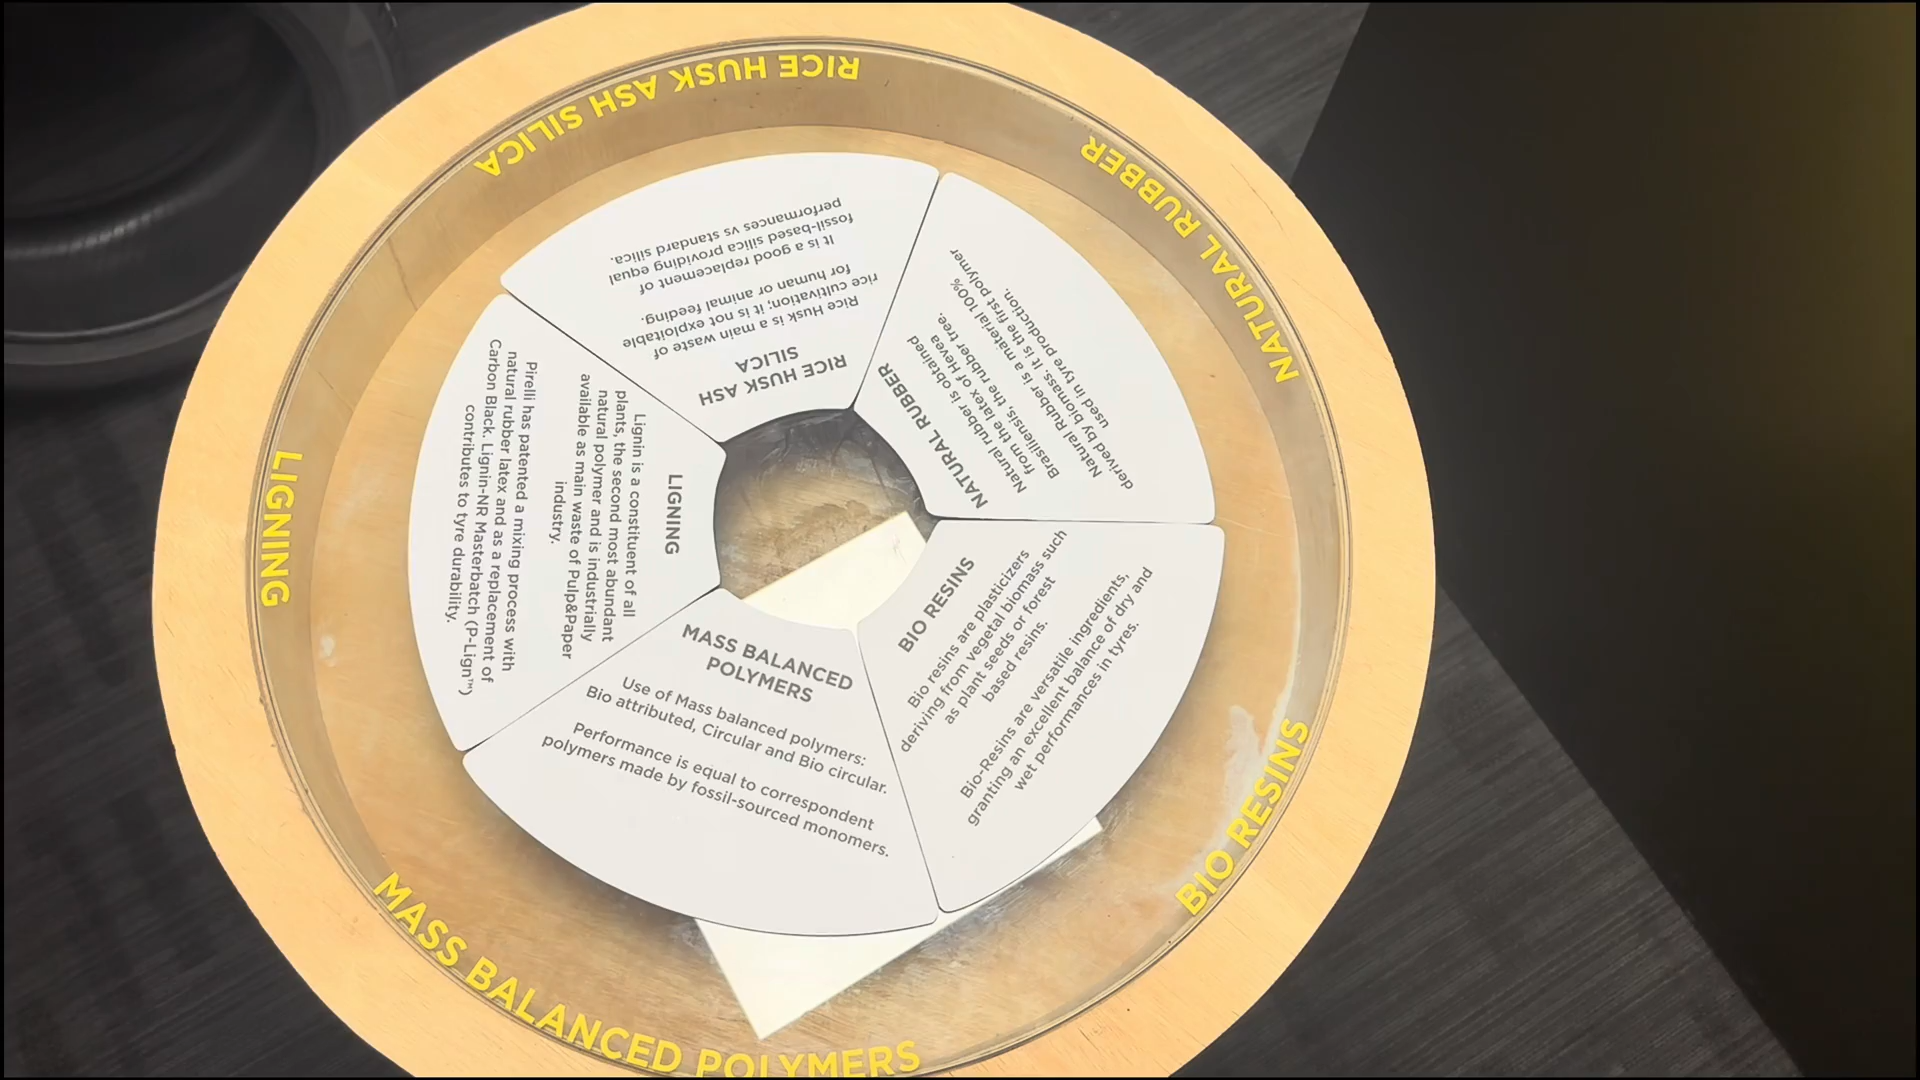 RICE HUSK ASH SILICA
NATURAL RUBBER
BIO RESINS
MASS BALANCED POLYMERS
LIGNING
RICE HUSK ASH
SILICA
Rice Husk is a main waste of
rice cultivation; it is not exploitable
for human or animal feeding.
It is a good replacement of
fossil-based silica providing equal
performances vs standard silica.
NATURAL RUBBER
Natural rubber is obtained
from the latex of Hevea
Brasiliensis, the rubber tree.
Natural Rubber is a material 100%
derived by biomass. It is the first polymer
used in tyre production.
BIO RESINS
Bio resins are plasticizers
deriving from vegetal biomass such
as plant seeds or forest
based resins.
Bio-Resins are versatile ingredients,
granting an excellent balance of dry and
wet performances in tyres.
MASS BALANCED
POLYMERS
Use of Mass balanced polymers:
Bio attributed, Circular and Bio circular.
Performance is equal to correspondent
polymers made by fossil-sourced monomers.
LIGNING
Lignin is a constituent of all
plants, the second most abundant
natural polymer and is industrially
available as main waste of Pulp&Paper
industry.
Pirelli has patented a mixing process with
natural rubber latex and as a replacement of
Carbon Black. Lignin-NR Masterbatch (P-Lign™)
contributes to tyre durability.